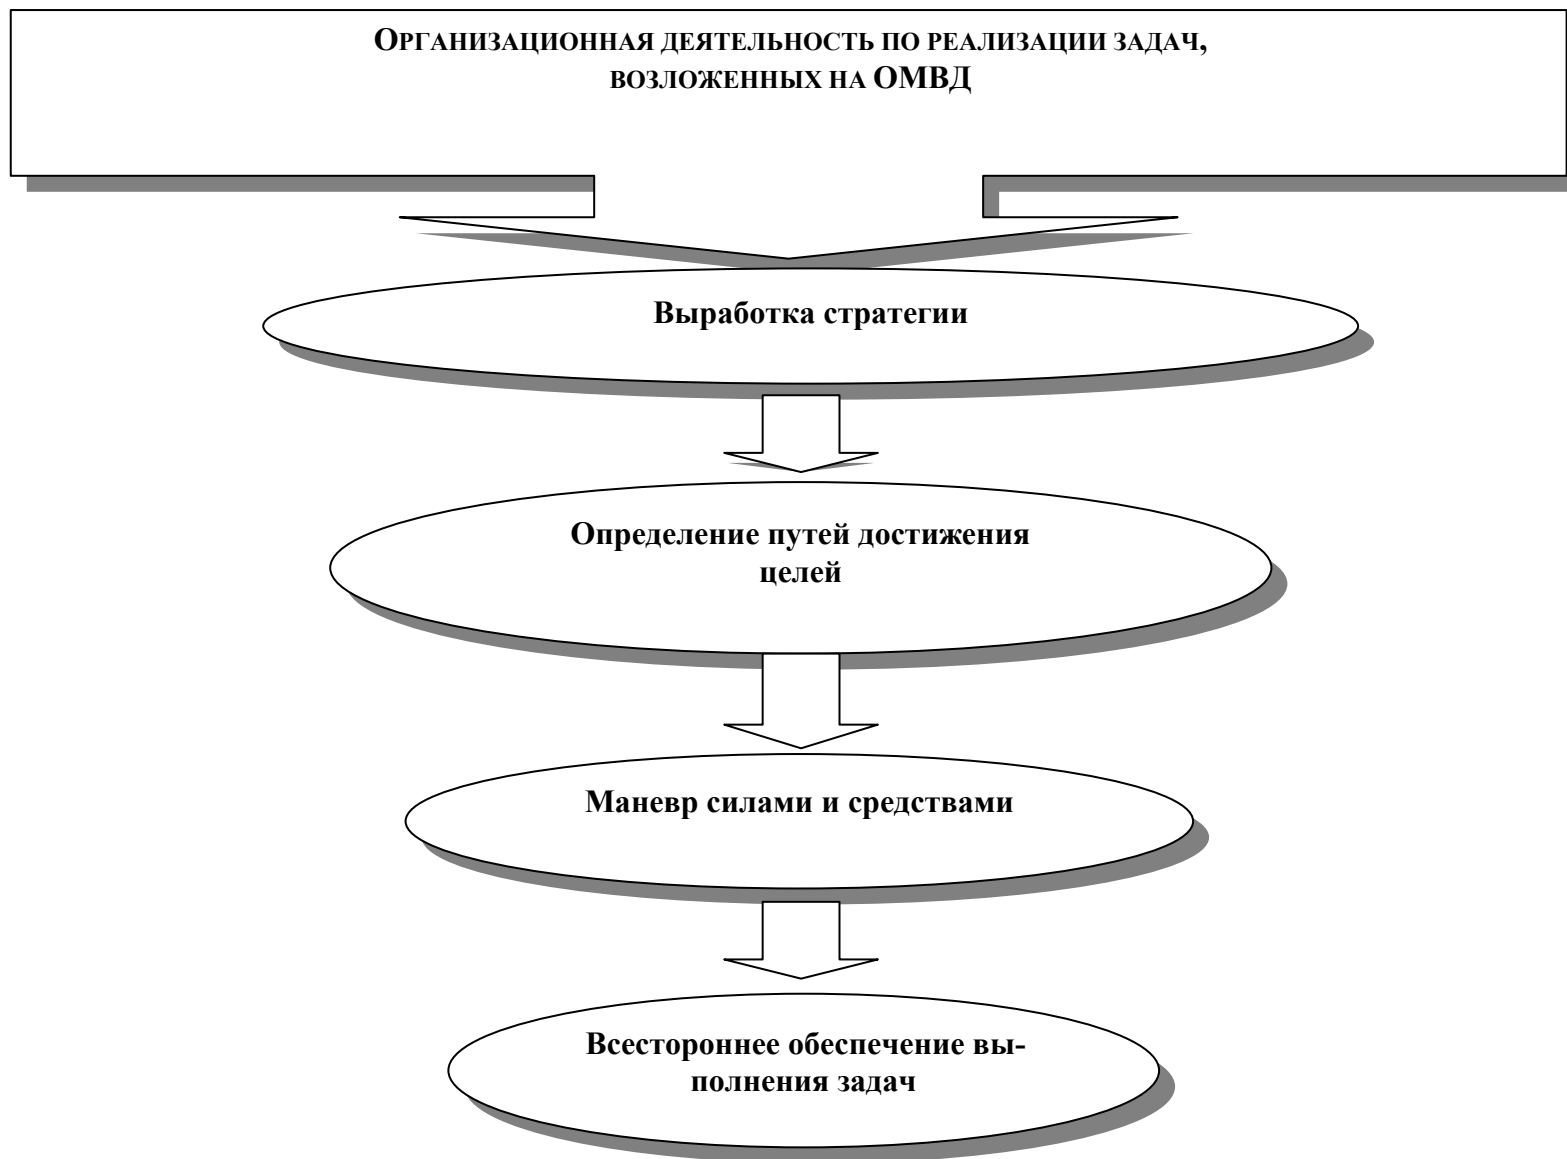 ОРГАНИЗАЦИОННАЯ ДЕЯТЕЛЬНОСТЬ ПО РЕАЛИЗАЦИИ ЗАДАЧ,
ВОЗЛОЖЕННЫХ НА ОМВД
Выработка стратегии
Определение путей достижения
целей
Маневр силами и средствами
Всестороннее обеспечение вы-
полнения задач